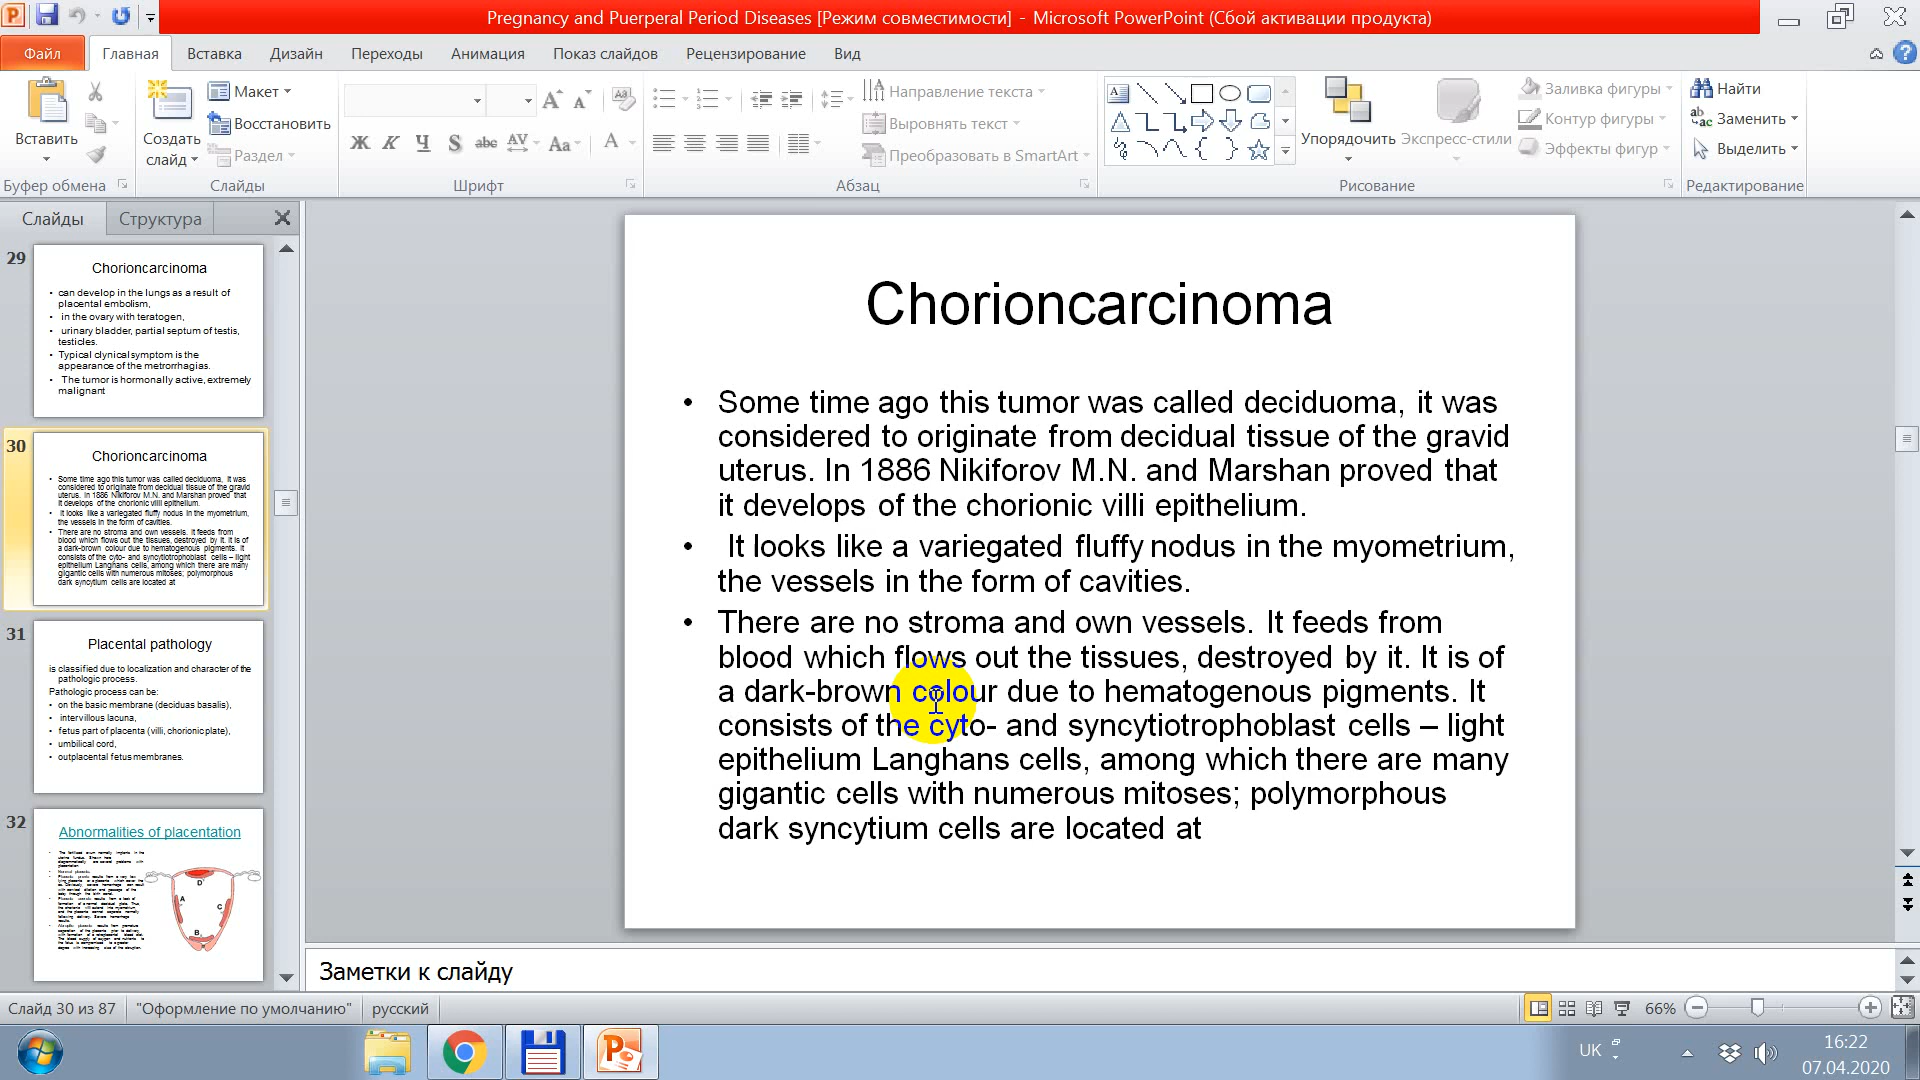 Pregnancy and Puerperal Period Diseases [Режим совместимости] - Microsoft PowerPoint (Сбой активации продукта)
Файл Главная Вставка Дизайн Переходы Анимация Показ слайдов Рецензирование Вид
Вставить
Буфер обмена
Создать слайд
Макет
Восстановить
Раздел
Слайды
Ж К Ч S abc AV Aa A
Шрифт
Направление текста
Выровнять текст
Преобразовать в SmartArt
Абзац
Упорядочить
Экспресс-стили
Заливка фигуры
Контур фигуры
Эффекты фигур
Рисование
Найти
Заменить
Выделить
Редактирование
Слайды Структура
29
Chorioncarcinoma
• can develop in the lungs as a result of
placental embolism,
• in the ovary with teratogen,
• urinary bladder, partial septum of testis,
testicles.
• Typical clynical symptom is the
appearance of the metrorrhagias.
• The tumor is hormonally active, extremely
malignant
30
Chorioncarcinoma
• Some time ago this tumor was called deciduoma, it was
considered to originate from decidual tissue of the gravid
uterus. In 1886 Nikiforov M.N. and Marshan proved that
it develops of the chorionic villi epithelium.
• It looks like a variegated fluffy nodus in the myometrium,
the vessels in the form of cavities.
• There are no stroma and own vessels. It feeds from
blood which flows out the tissues, destroyed by it. It is of
a dark-brown colour due to hematogenous pigments. It
consists of the cyto- and syncytiotrophoblast cells – light
epithelium Langhans cells, among which there are many
gigantic cells with numerous mitoses; polymorphous
dark syncytium cells are located at
31
Placental pathology
is classified due to localization and character of the
pathologic process.
Pathologic process can be:
• on the basic membrane (deciduas basalis),
• intervillous lacuna,
• fetus part of placenta (villi, chorionic plate),
• umbilical cord,
• outplacental fetus membranes.
32
Abnormalities of placentation
D
A
C
B
Chorioncarcinoma
• Some time ago this tumor was called deciduoma, it was
considered to originate from decidual tissue of the gravid
uterus. In 1886 Nikiforov M.N. and Marshan proved that
it develops of the chorionic villi epithelium.
• It looks like a variegated fluffy nodus in the myometrium,
the vessels in the form of cavities.
• There are no stroma and own vessels. It feeds from
blood which flows out the tissues, destroyed by it. It is of
a dark-brown colour due to hematogenous pigments. It
consists of the cyto- and syncytiotrophoblast cells – light
epithelium Langhans cells, among which there are many
gigantic cells with numerous mitoses; polymorphous
dark syncytium cells are located at
Заметки к слайду
Слайд 30 из 87 "Оформление по умолчанию" русский 66%
UK 16:22
07.04.2020